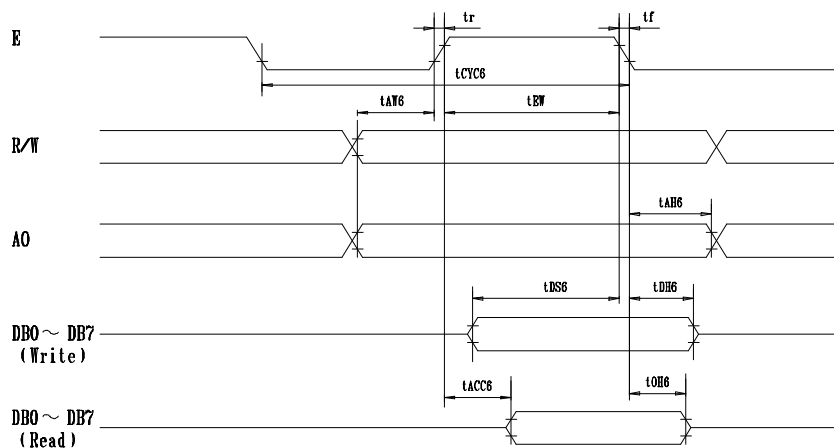 tr
tf
E
tCYC6
tAW6
tEW
R/W
tAH6
A0
tDS6
tDH6
DB0～DB7
(Write)
tACC6
tOH6
DB0～DB7
(Read)